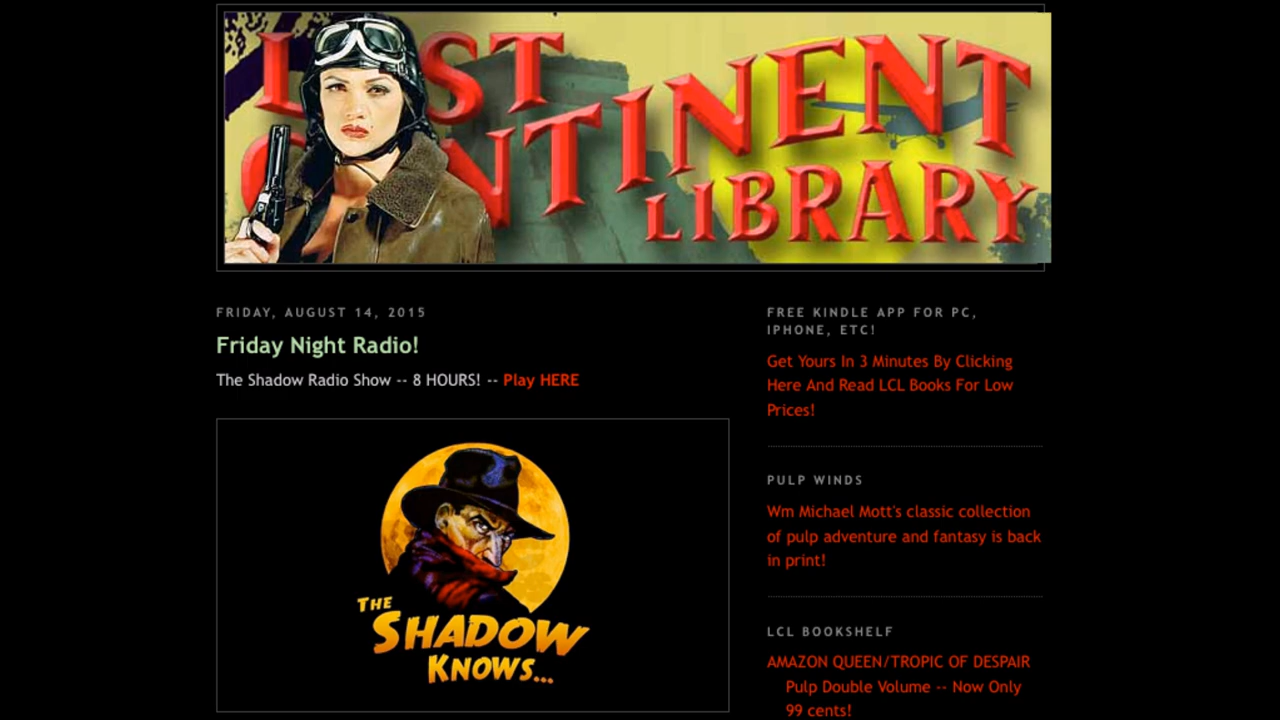 LOST
CONTINENT
LIBRARY
FRIDAY, AUGUST 14, 2015
Friday Night Radio!
The Shadow Radio Show -- 8 HOURS! -- Play HERE
THE
SHADOW
KNOWS...
FREE KINDLE APP FOR PC,
IPHONE, ETC!
Get Yours In 3 Minutes By Clicking
Here And Read LCL Books For Low
Prices!
PULP WINDS
Wm Michael Mott's classic collection
of pulp adventure and fantasy is back
in print!
LCL BOOKSHELF
AMAZON QUEEN/TROPIC OF DESPAIR
Pulp Double Volume -- Now Only
99 cents!